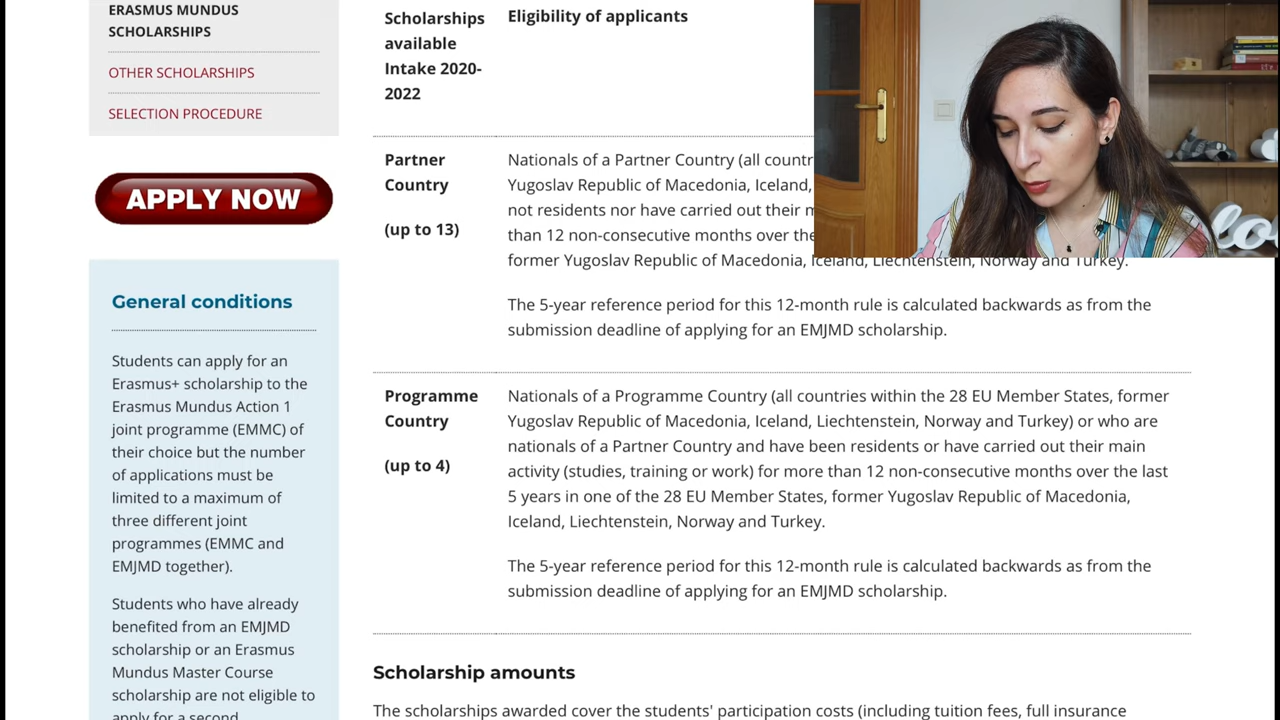 ERASMUS MUNDUS
SCHOLARSHIPS
OTHER SCHOLARSHIPS
SELECTION PROCEDURE
APPLY NOW
General conditions
Students can apply for an
Erasmus+ scholarship to the
Erasmus Mundus Action 1
joint programme (EMMC) of
their choice but the number
of applications must be
limited to a maximum of
three different joint
programmes (EMMC and
EMJMD together).
Students who have already
benefited from an EMJMD
scholarship or an Erasmus
Mundus Master Course
scholarship are not eligible to
apply for a second
Scholarships
available
Intake 2020-
2022
Eligibility of applicants
Partner
Country
(up to 13)
Nationals of a Partner Country (all
Yugoslav Republic of Macedonia, Iceland,
not residents nor have carried out their
than 12 non-consecutive months over the
former Yugoslav Republic of Macedonia, Iceland, Liechtenstein, Norway and Turkey.
The 5-year reference period for this 12-month rule is calculated backwards as from the
submission deadline of applying for an EMJMD scholarship.
Programme
Country
(up to 4)
Nationals of a Programme Country (all countries within the 28 EU Member States, former
Yugoslav Republic of Macedonia, Iceland, Liechtenstein, Norway and Turkey) or who are
nationals of a Partner Country and have been residents or have carried out their main
activity (studies, training or work) for more than 12 non-consecutive months over the last
5 years in one of the 28 EU Member States, former Yugoslav Republic of Macedonia,
Iceland, Liechtenstein, Norway and Turkey.
The 5-year reference period for this 12-month rule is calculated backwards as from the
submission deadline of applying for an EMJMD scholarship.
Scholarship amounts
The scholarships awarded cover the students' participation costs (including tuition fees, full insurance